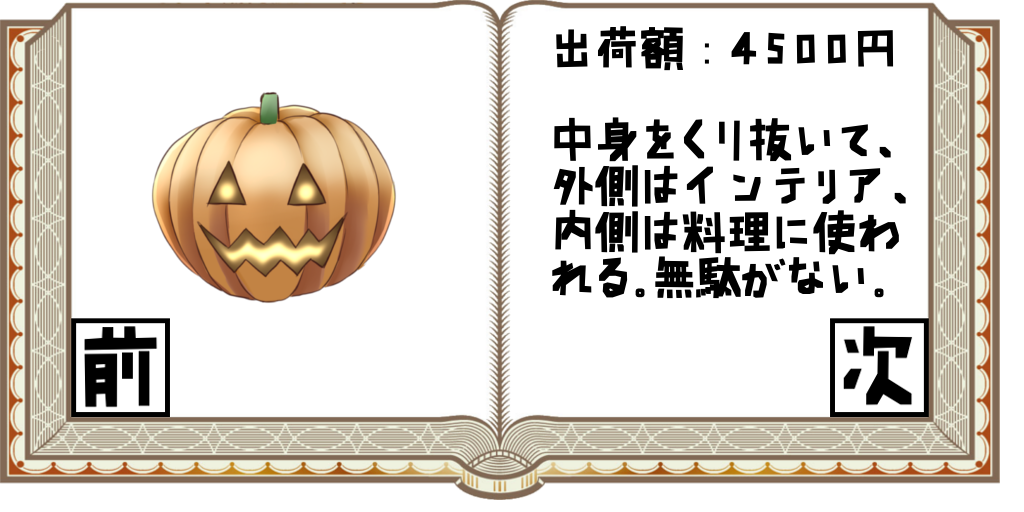 出荷額：4500円
中身をくり抜いて、
外側はインテリア、
内側は料理に使わ
れる。無駄がない。
前
次